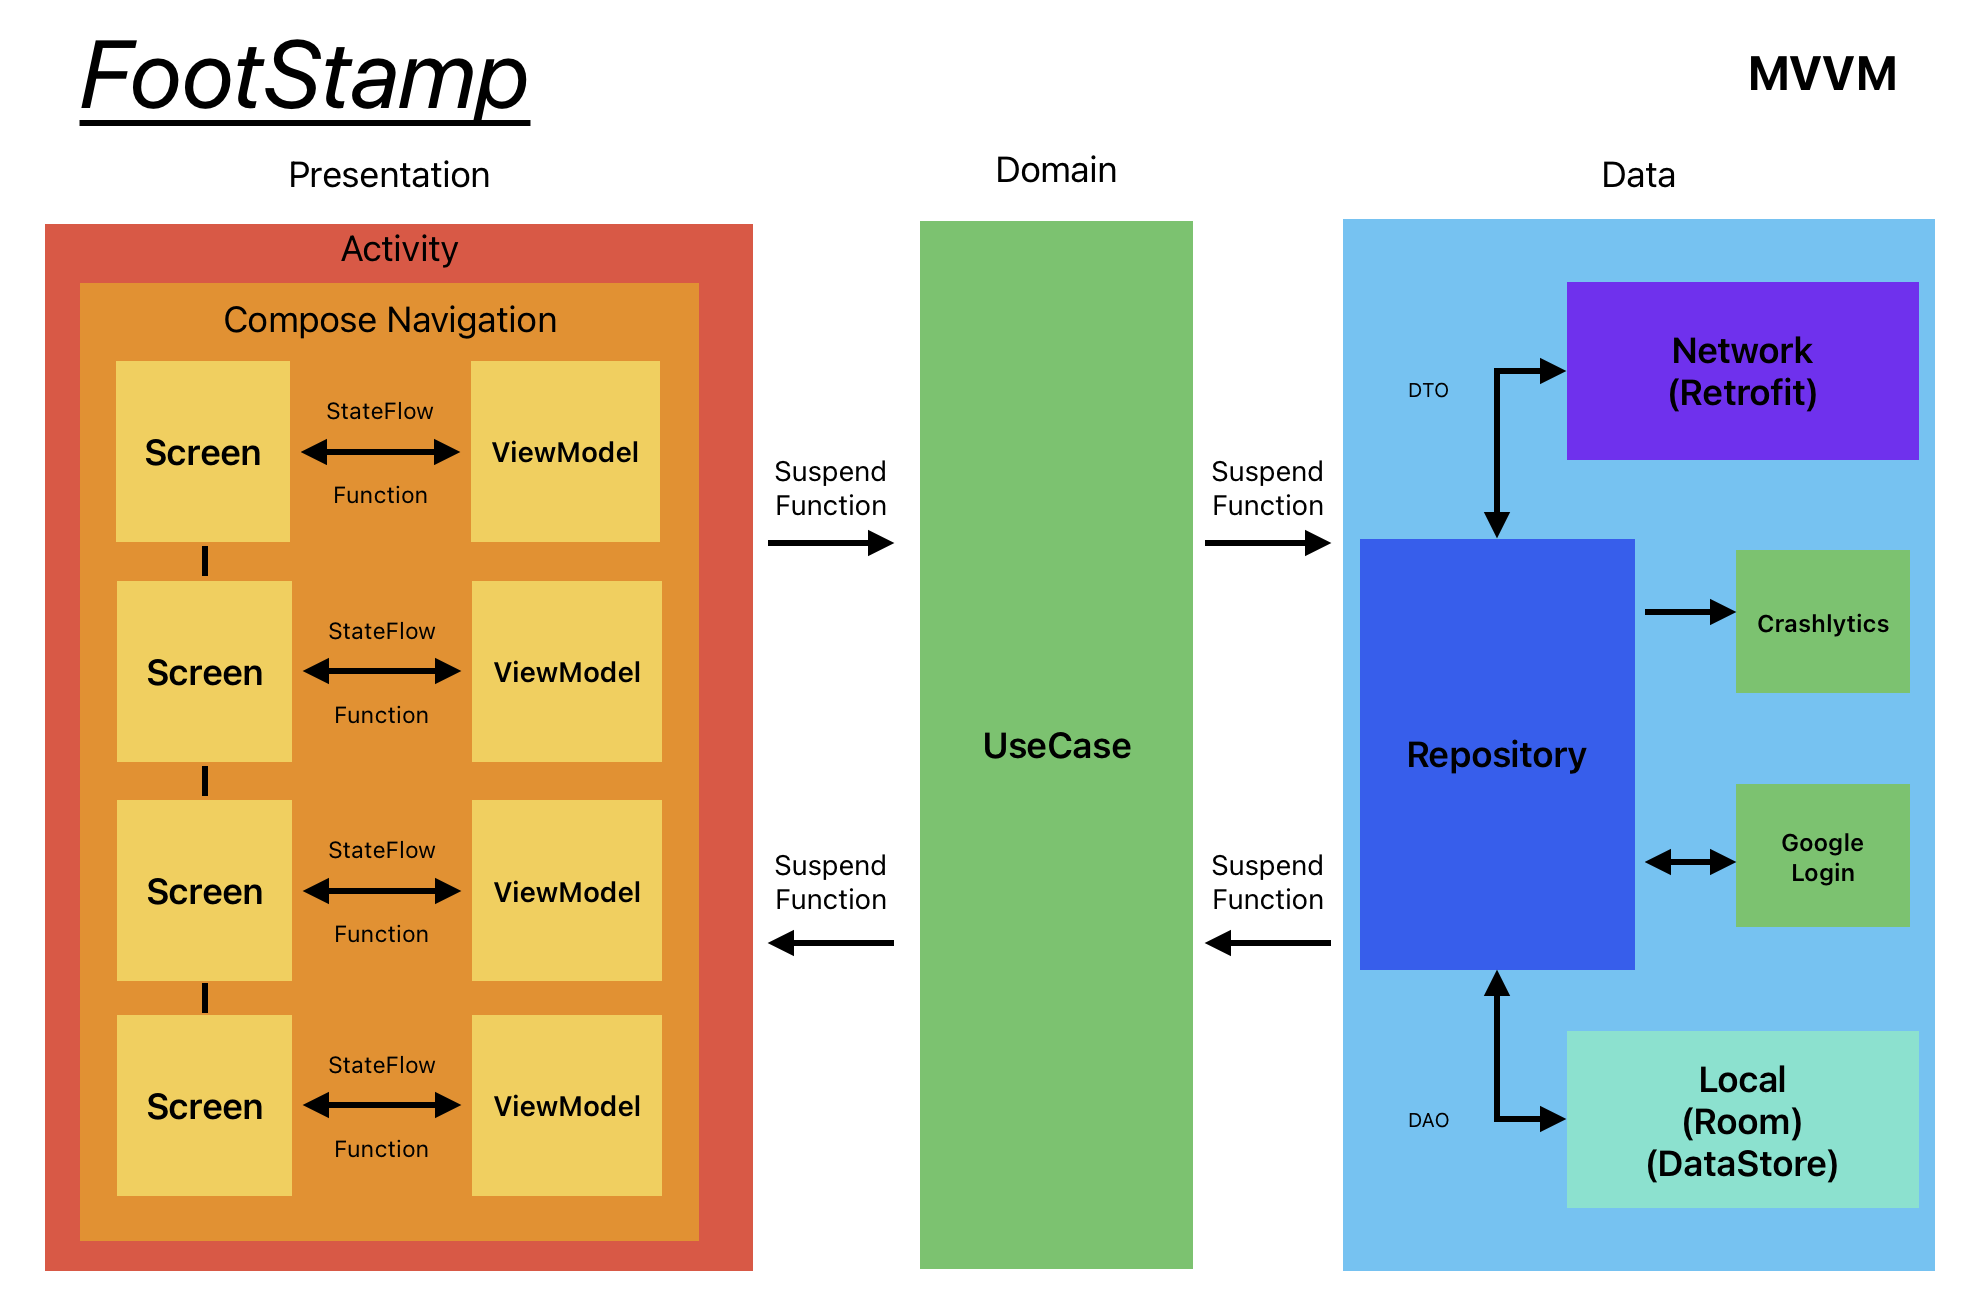 FootStamp
MVVM
Presentation
Domain
Data
Activity
Compose Navigation
Screen
StateFlow
Function
ViewModel
Screen
StateFlow
Function
ViewModel
Screen
StateFlow
Function
ViewModel
Screen
StateFlow
Function
ViewModel
Suspend
Function
Suspend
Function
UseCase
Suspend
Function
Suspend
Function
DTO
Network
(Retrofit)
Repository
Crashlytics
Google
Login
DAO
Local
(Room)
(DataStore)